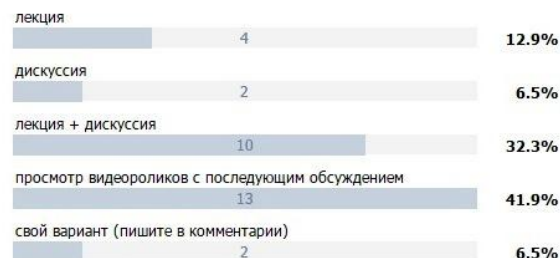 лекция
4 12.9%
дискуссия
2 6.5%
лекция + дискуссия
10 32.3%
просмотр видеороликов с последующим обсуждением
13 41.9%
свой вариант (пишите в комментарии)
2 6.5%